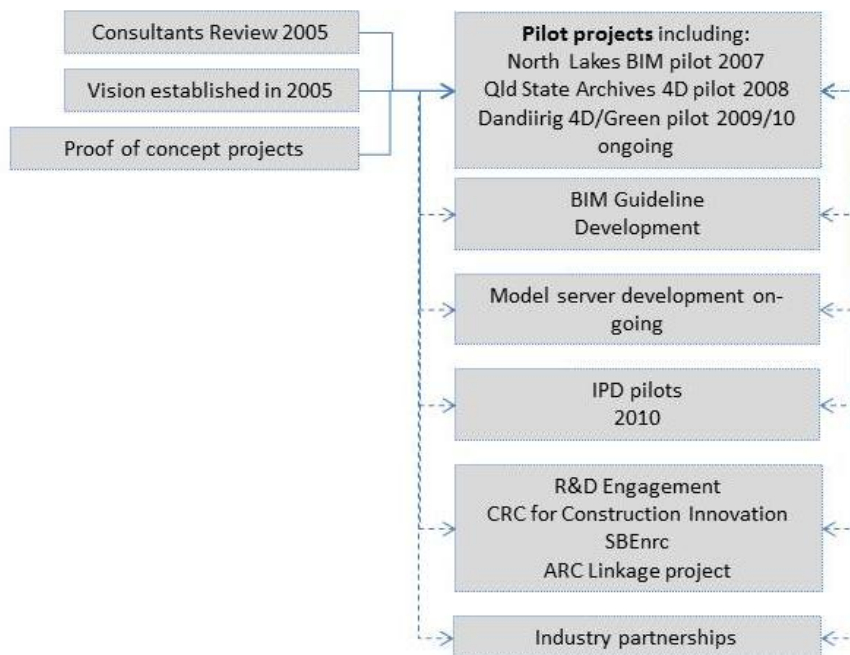 Consultants Review 2005
Vision established in 2005
Proof of concept projects
Pilot projects including:
North Lakes BIM pilot 2007
Qld State Archives 4D pilot 2008
Dandiirig 4D/Green pilot 2009/10
ongoing
BIM Guideline
Development
Model server development on-
going
IPD pilots
2010
R&D Engagement
CRC for Construction Innovation
SBEnrc
ARC Linkage project
Industry partnerships